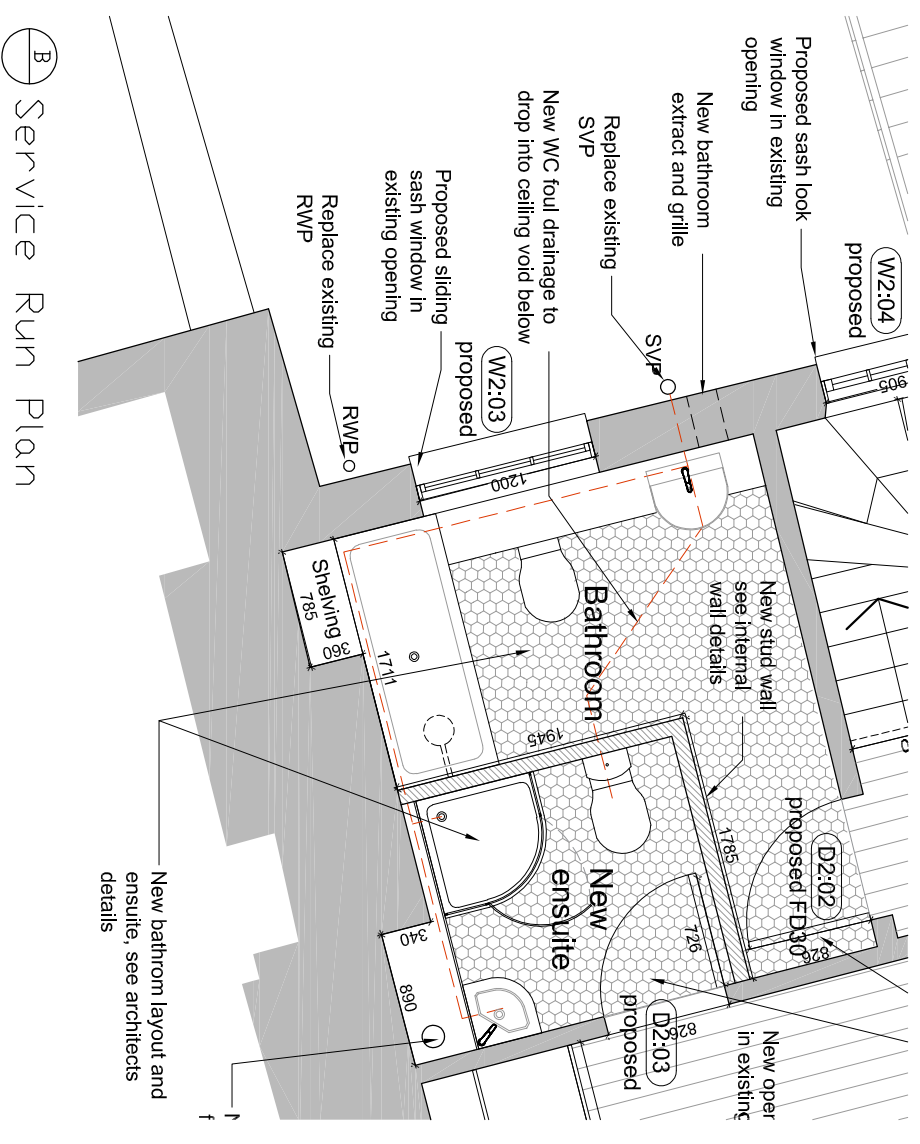 Proposed sash look
window in existing
opening
W2:04
proposed
905
New bathroom
extract and grille
Replace existing
SVP
SVP
New WC foul drainage to
drop into ceiling void below
Proposed sliding
sash window in
existing opening
W2:03
proposed
1200
Replace existing
RWP
RWP
Shelving
785
360
1711
Bathroom
1945
New stud wall
see internal
wall details
1785
D2:02
proposed FD30
826
New
ensuite
726
D2:03
proposed
826
340
890
New oper
in existing
New bathrom layout and
ensuite, see architects
details
B
Service Run Plan